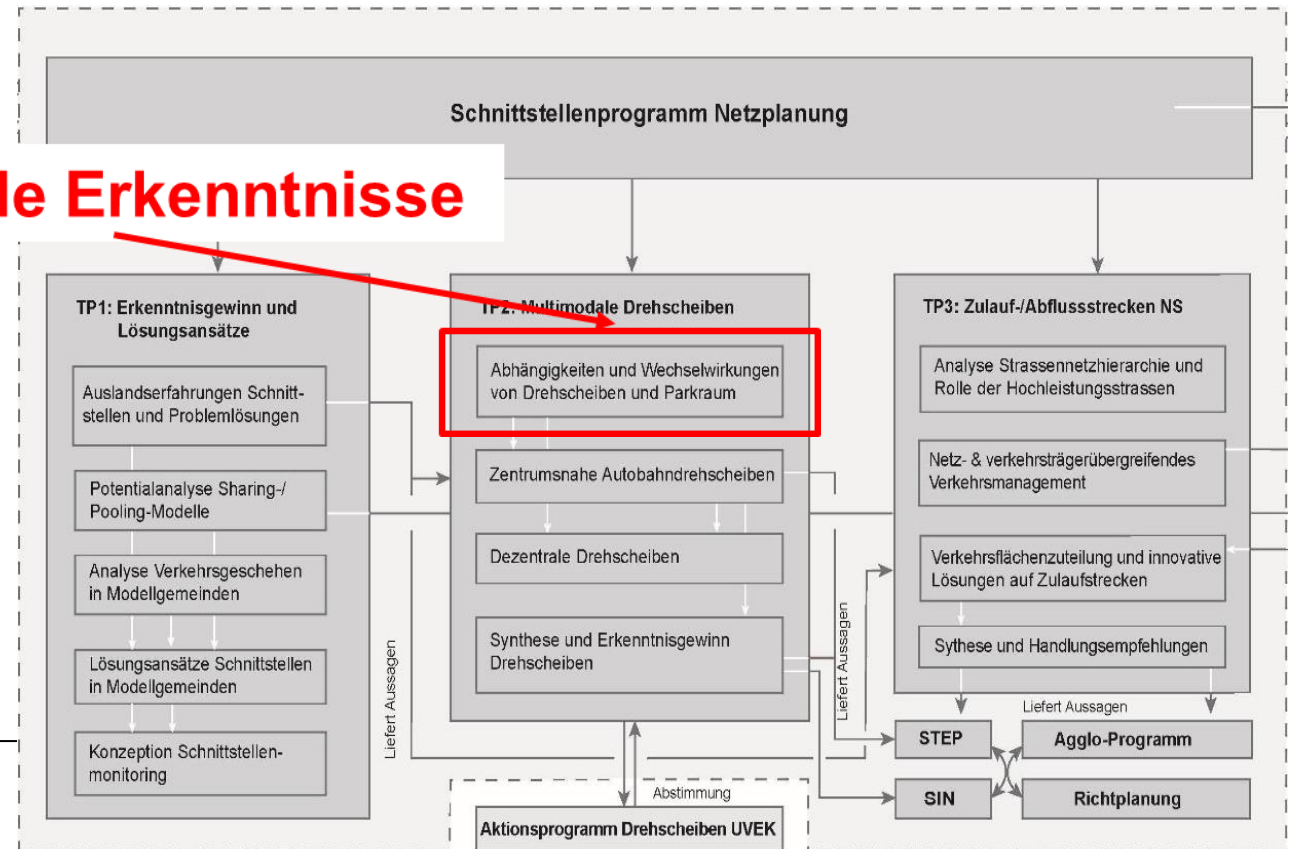 Schnittstellenprogramm Netzplanung
le Erkenntnisse
TP1: Erkenntnisgewinn und
Lösungsansätze
Auslandserfahrungen Schnitt-
stellen und Problemlösungen
Potentialanalyse Sharing-/
Pooling-Modelle
Analyse Verkehrsgeschehen
in Modellgemeinden
Lösungsansätze Schnittstellen
in Modellgemeinden
Konzeption Schnittstellen-
monitoring
Liefert Aussagen
TP2: Multimodale Drehscheiben
Abhängigkeiten und Wechselwirkungen
von Drehscheiben und Parkraum
Zentrumsnahe Autobahndrehscheiben
Dezentrale Drehscheiben
Synthese und Erkenntnisgewinn
Drehscheiben
Liefert Aussagen
Abstimmung
Aktionsprogramm Drehscheiben UVEK
TP3: Zulauf-/Abflussstrecken NS
Analyse Strassennetzhierarchie und
Rolle der Hochleistungsstrassen
Netz- & verkehrsträgerübergreifendes
Verkehrsmanagement
Verkehrsflächenzuteilung und innovative
Lösungen auf Zulaufstrecken
Sythese und Handlungsempfehlungen
Liefert Aussagen
STEP
Agglo-Programm
SIN
Richtplanung